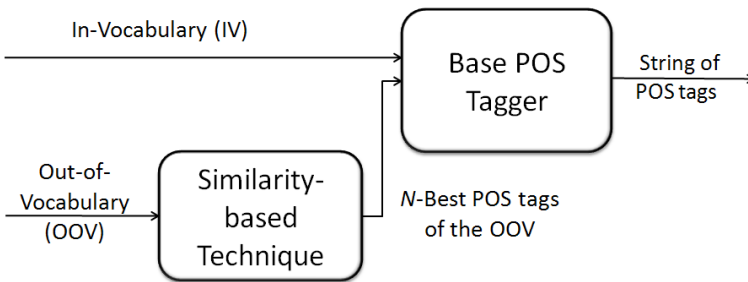 In-Vocabulary (IV)
Base POS
Tagger
String of
POS tags
Out-of-
Vocabulary
(OOV)
Similarity-
based
Technique
N-Best POS tags
of the OOV